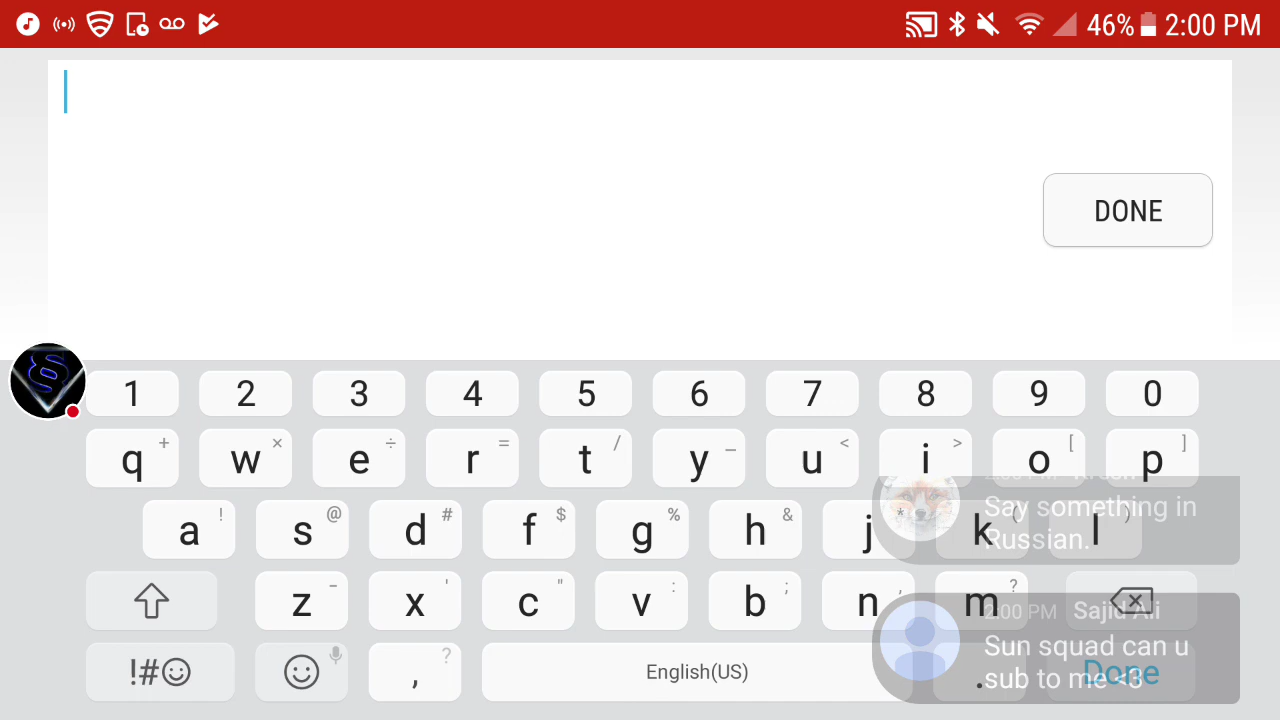 46% 2:00 PM
DONE
1 2 3 4 5 6 7 8 9 0
q + w × e ÷ r = t / y _ u < i > o [ p ]
a ! s @ d # f $ g % h & j * k ( l )
Say something in
Russian.
z - x ' c " v : b ; n , m ?
2:00 PM Sajid Ali
Sun squad can u
sub to me <3
!#☺ , ? English(US) . Done